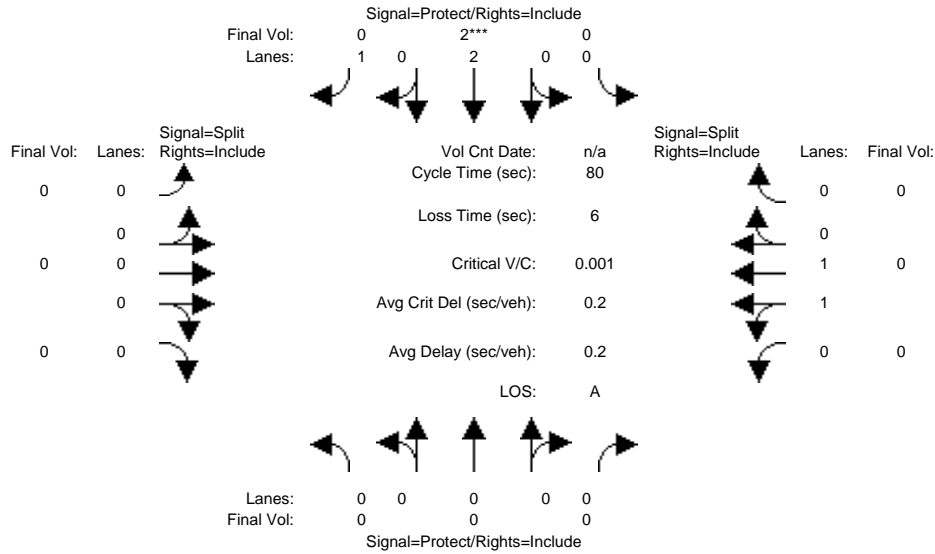 Signal=Protect/Rights=Include
Final Vol: 0 2*** 0
Lanes: 1 0 2 0 0
Signal=Split Signal=Split
Final Vol: Lanes: Rights=Include Vol Cnt Date: n/a Rights=Include Lanes: Final Vol:
Cycle Time (sec): 80
0 0 0 0
Loss Time (sec): 6
0 0
0 0 Critical V/C: 0.001 1 0
0 Avg Crit Del (sec/veh): 0.2 1
0 0 Avg Delay (sec/veh): 0.2 0 0
LOS: A
Lanes: 0 0 0 0 0
Final Vol: 0 0 0
Signal=Protect/Rights=Include